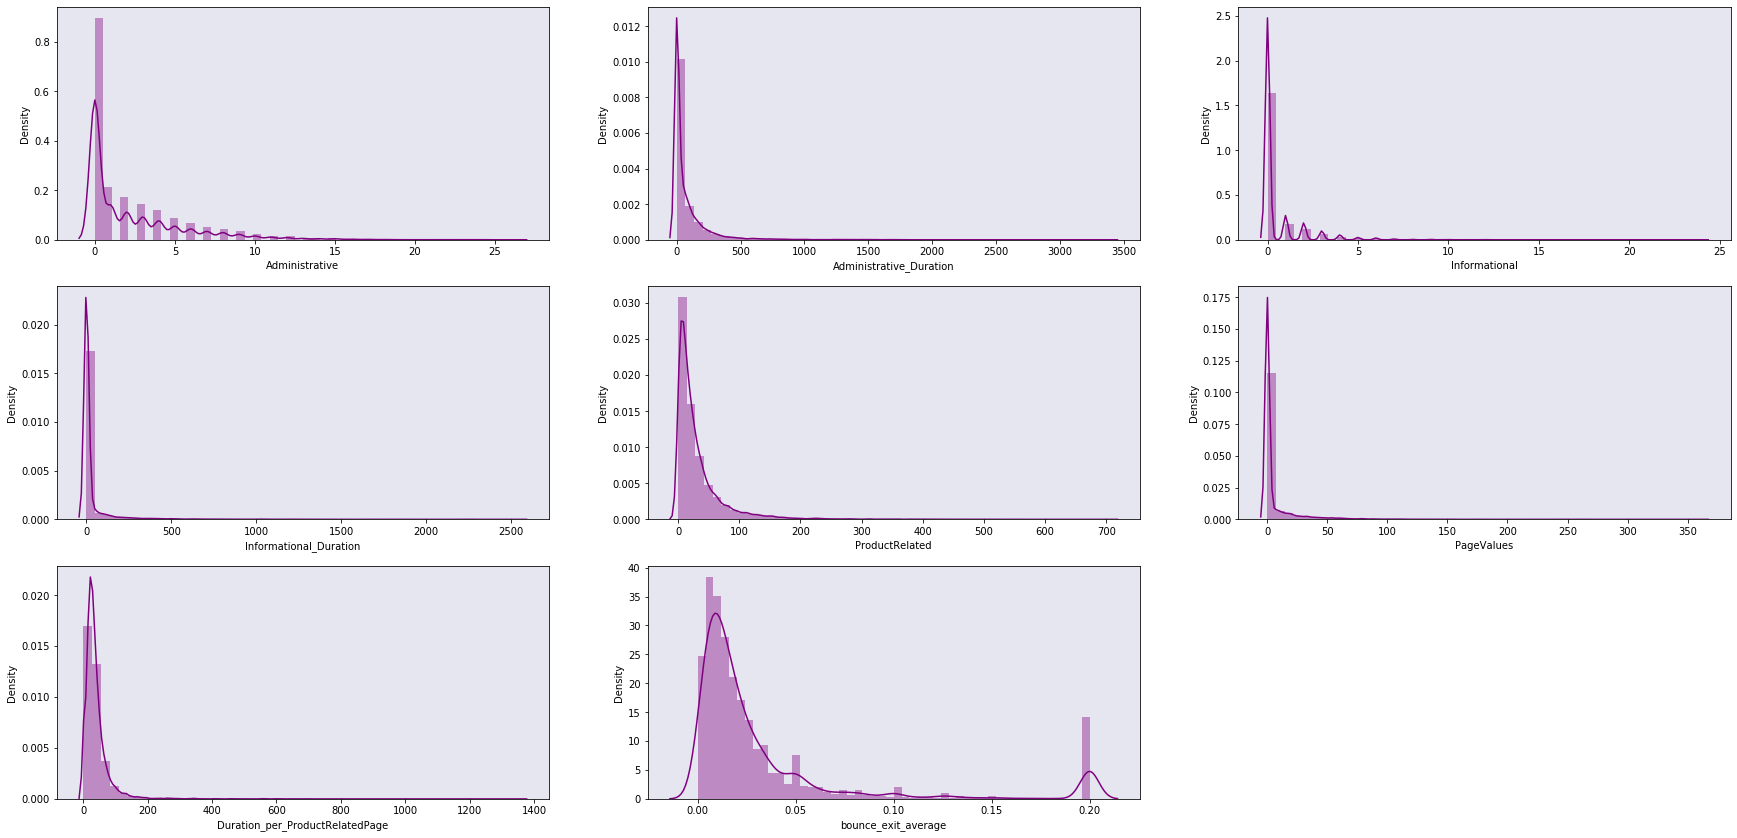 Density
0.8
0.6
0.4
0.2
0.0
0 5 10 15 20 25
Administrative
Density
0.012
0.010
0.008
0.006
0.004
0.002
0.000
0 500 1000 1500 2000 2500 3000 3500
Administrative_Duration
Density
2.5
2.0
1.5
1.0
0.5
0.0
0 5 10 15 20 25
Informational
Density
0.020
0.015
0.010
0.005
0.000
0 500 1000 1500 2000 2500
Informational_Duration
Density
0.030
0.025
0.020
0.015
0.010
0.005
0.000
0 100 200 300 400 500 600 700
ProductRelated
Density
0.175
0.150
0.125
0.100
0.075
0.050
0.025
0.000
0 50 100 150 200 250 300 350
PageValues
Density
0.020
0.015
0.010
0.005
0.000
0 200 400 600 800 1000 1200 1400
Duration_per_ProductRelatedPage
Density
40
35
30
25
20
15
10
5
0
0.00 0.05 0.10 0.15 0.20
bounce_exit_average